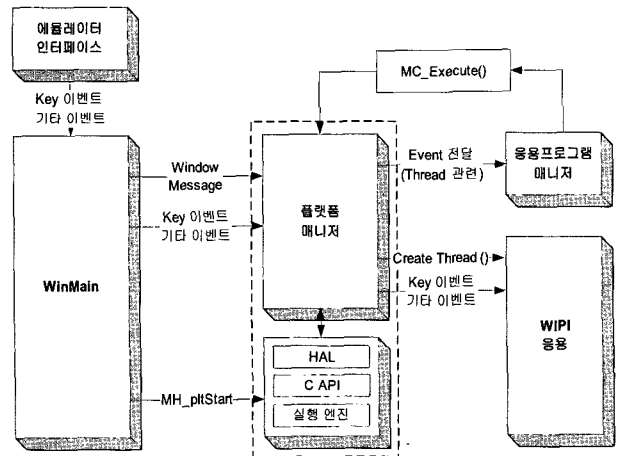 에뮬레이터
인터페이스
Key 이벤트
기타 이벤트
WinMain
Window
Message
Key 이벤트
기타 이벤트
MH_pltStart
플랫폼
매니저
HAL
C API
실행 엔진
MC_Execute()
Event 전달
(Thread 관련)
응용프로그램
매니저
Create Thread ()
Key 이벤트
기타 이벤트
WIPI
응용